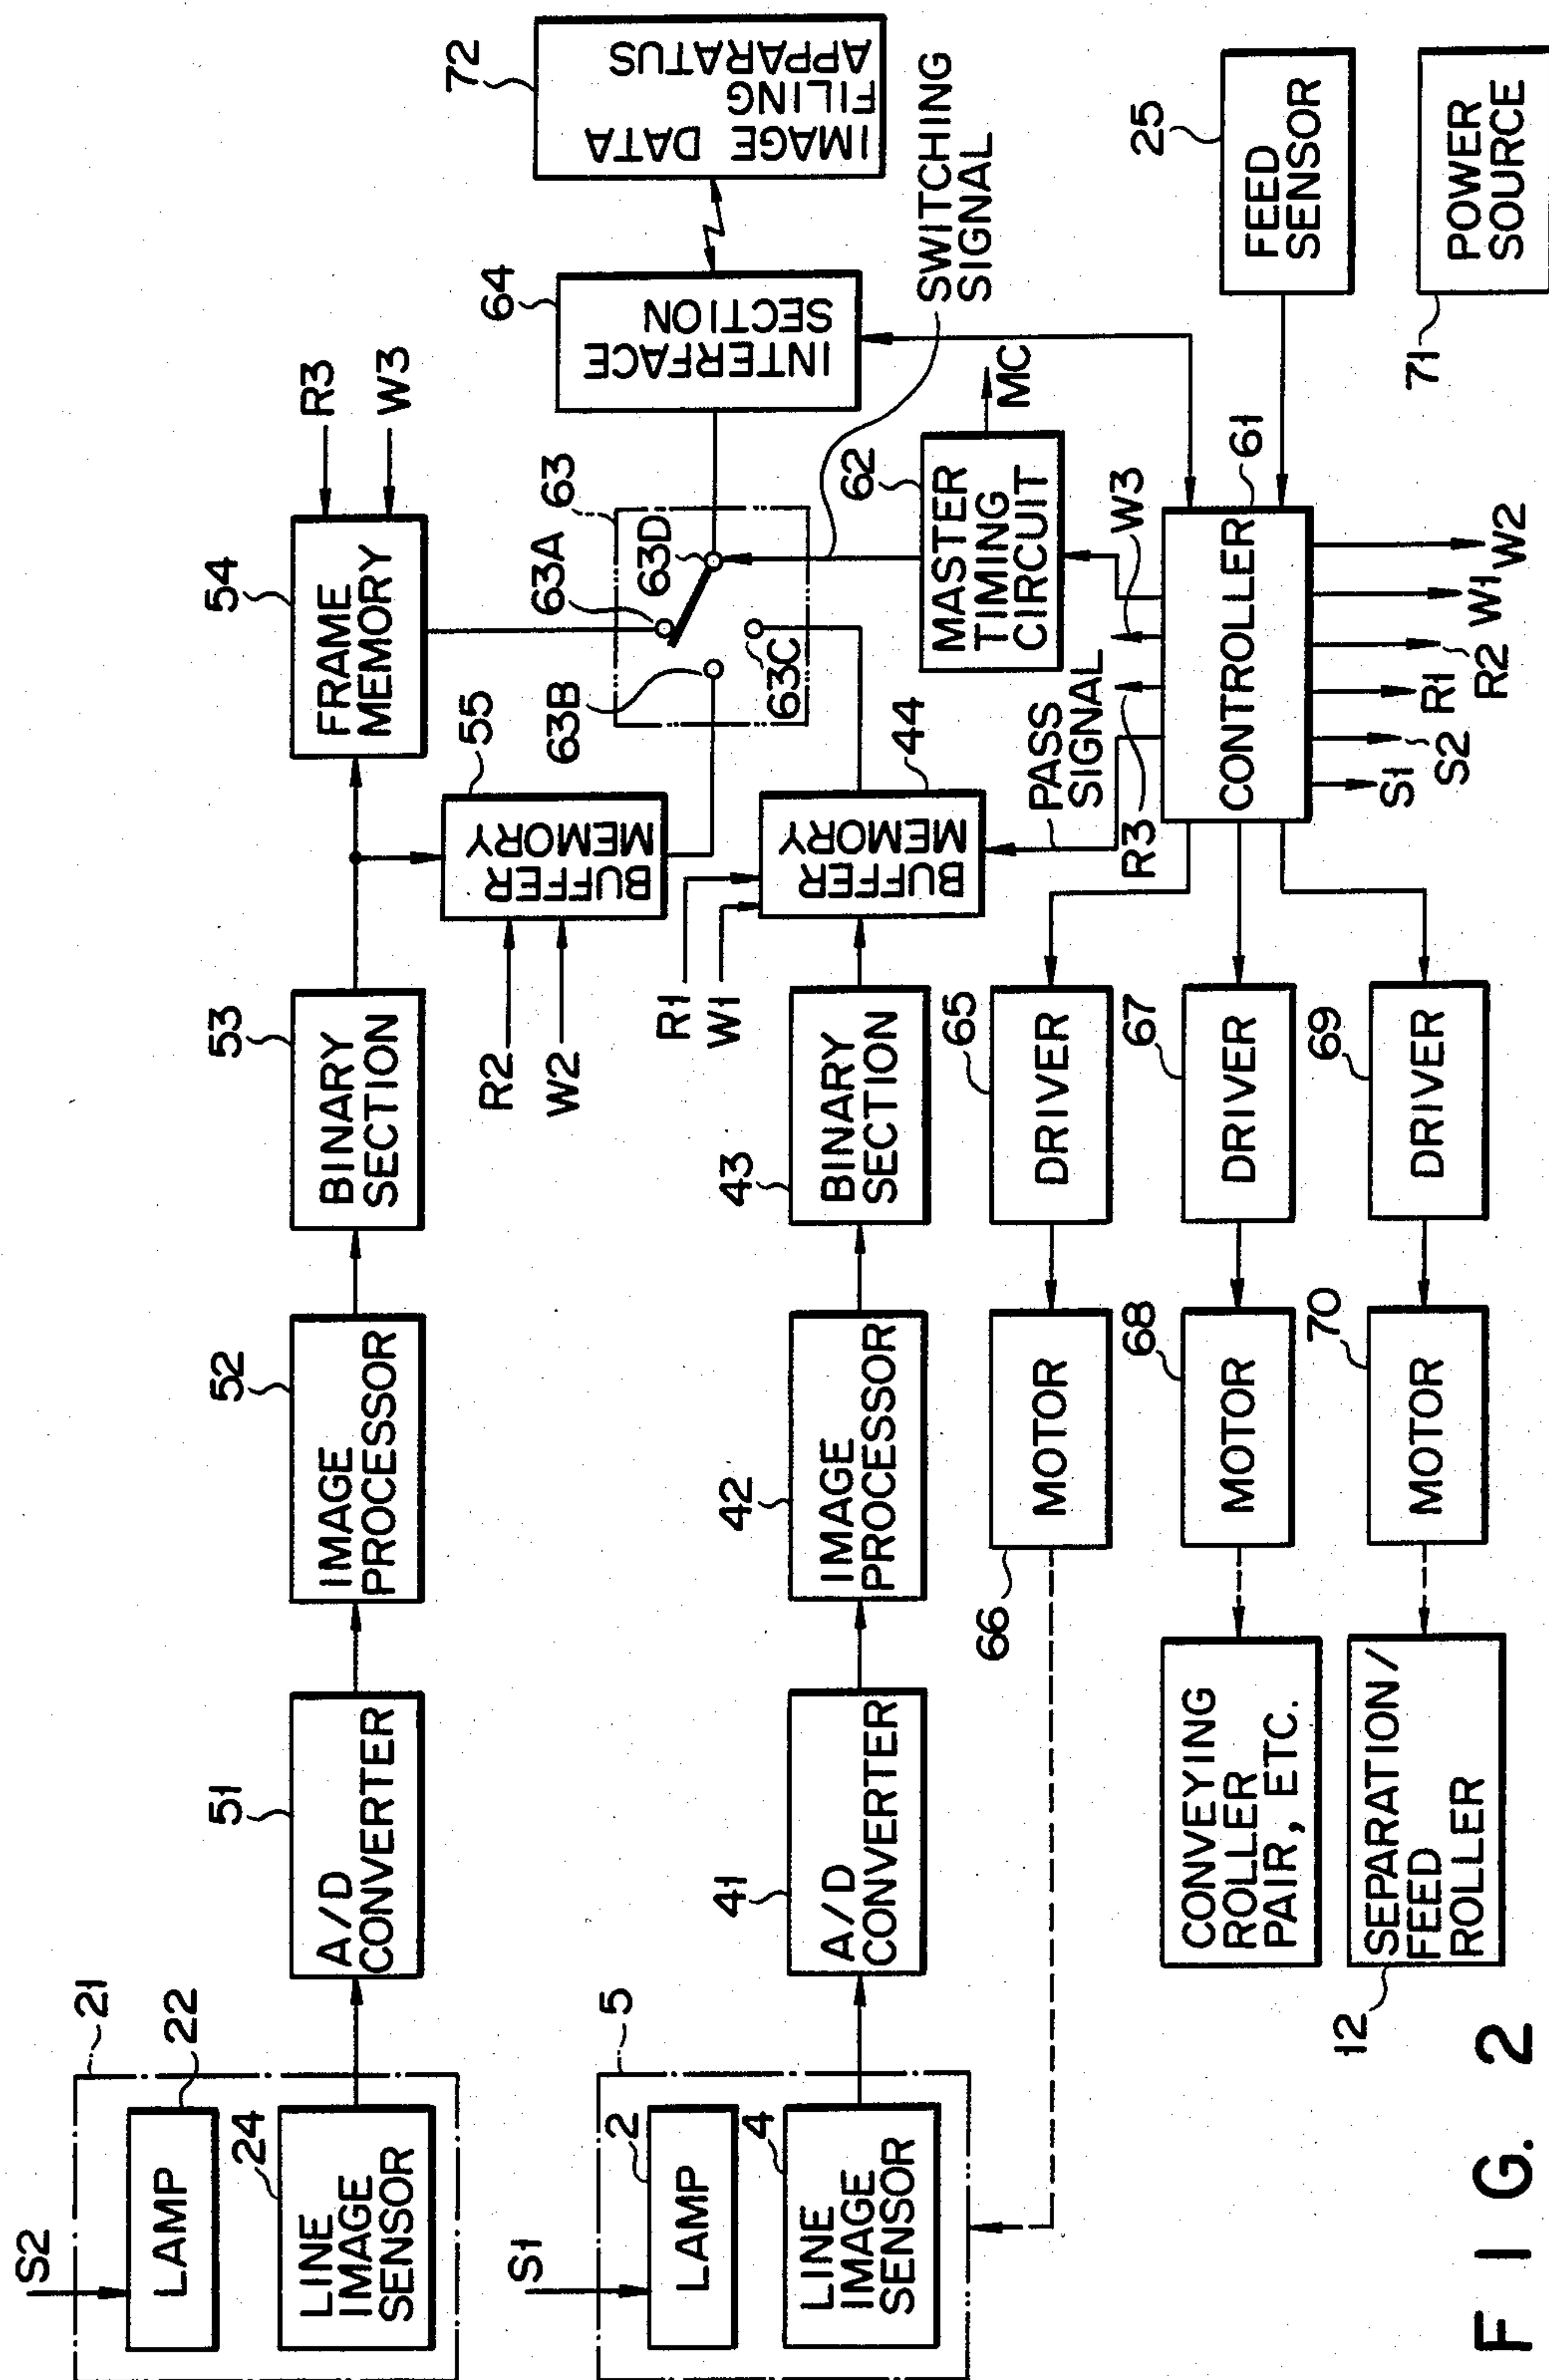 S2
21
LAMP
22
LINE
IMAGE
SENSOR
24
51
A/D
CONVERTER
52
IMAGE
PROCESSOR
53
BINARY
SECTION
54
FRAME
MEMORY
R3
W3
55
BUFFER
MEMORY
R2
W2
S1
5
LAMP
2
LINE
IMAGE
SENSOR
4
41
A/D
CONVERTER
42
IMAGE
PROCESSOR
43
BINARY
SECTION
R1
W1
BUFFER
MEMORY
44
63
63A
63B
63C
63D
64
INTERFACE
SECTION
72
IMAGE DATA
FILING
APPARATUS
SWITCHING
SIGNAL
62
MASTER
TIMING
CIRCUIT
MC
PASS
SIGNAL
R3
W3
CONTROLLER
61
S1
S2
R1
R2
W1
W2
25
FEED
SENSOR
71
POWER
SOURCE
65
DRIVER
66
MOTOR
67
DRIVER
68
MOTOR
CONVEYING
ROLLER
PAIR, ETC.
69
DRIVER
70
MOTOR
12
SEPARATION/
FEED
ROLLER
FIG. 2